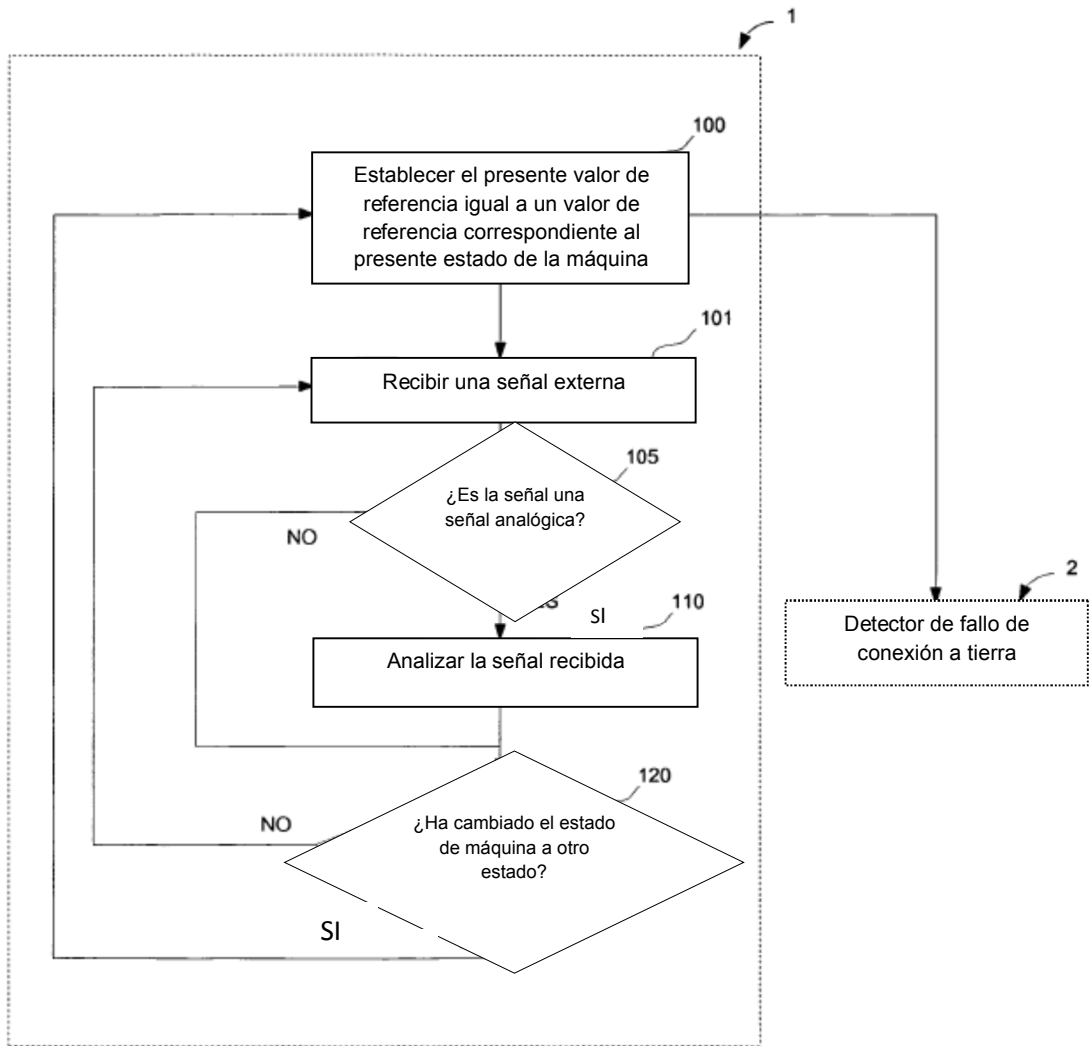 1
100
Establecer el presente valor de
referencia igual a un valor de
referencia correspondiente al
presente estado de la máquina
101
Recibir una señal externa
105
¿Es la señal una
señal analógica?
NO
SI
110
Analizar la señal recibida
2
Detector de fallo de
conexión a tierra
120
¿Ha cambiado el estado
de máquina a otro
estado?
NO
SI